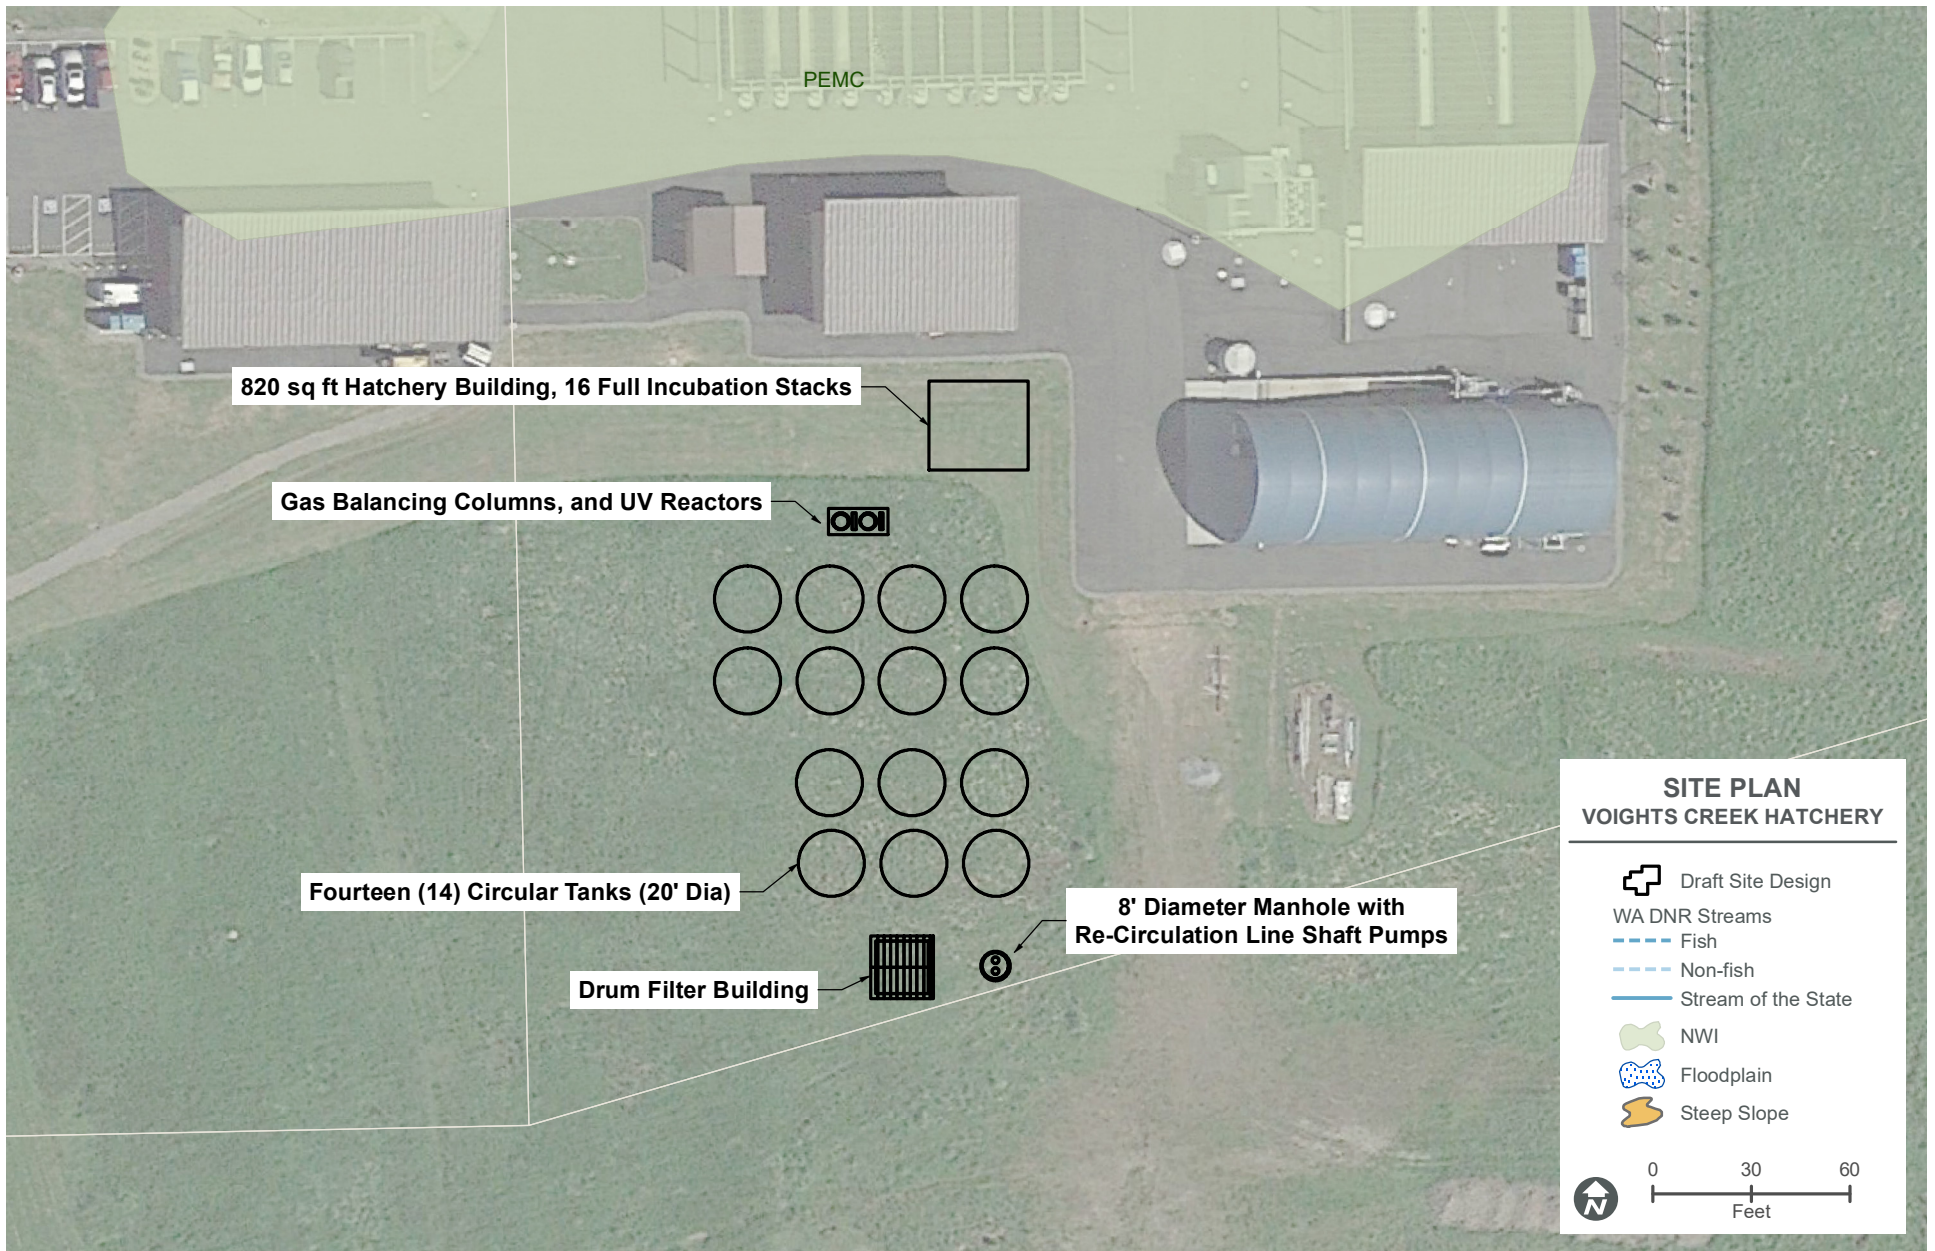 PEMC
820 sq ft Hatchery Building, 16 Full Incubation Stacks
Gas Balancing Columns, and UV Reactors
Fourteen (14) Circular Tanks (20' Dia)
8' Diameter Manhole with
Re-Circulation Line Shaft Pumps
Drum Filter Building
SITE PLAN
VOIGHTS CREEK HATCHERY
Draft Site Design
WA DNR Streams
Fish
Non-fish
Stream of the State
NWI
Floodplain
Steep Slope
0 30 60
Feet
N